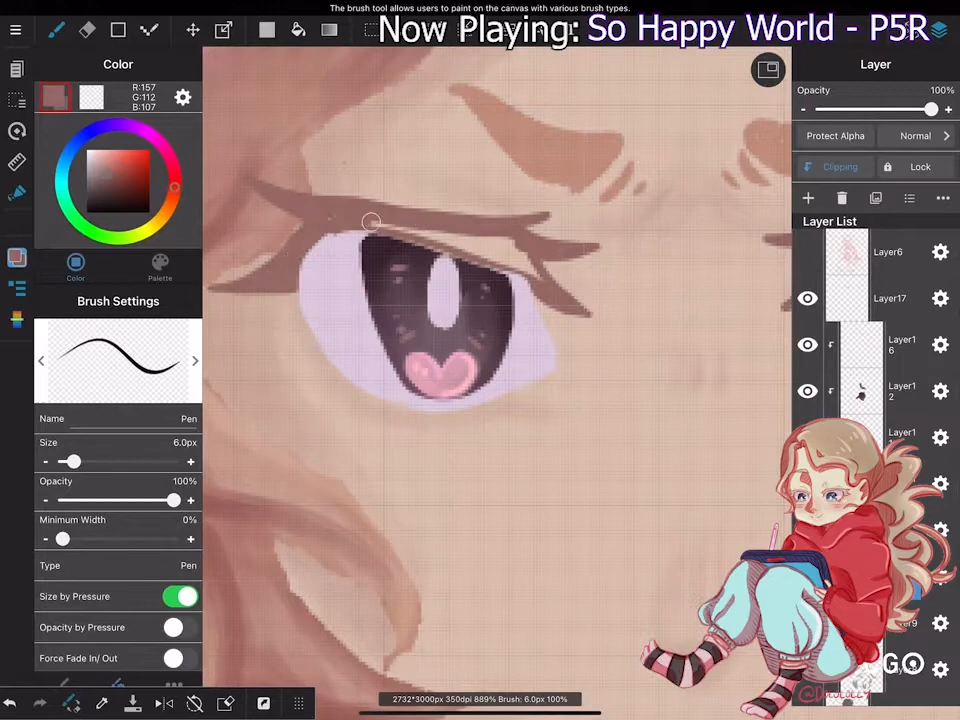 The brush tool allows users to paint on the canvas with various brush types.
Now Playing: So Happy World - P5R
Color
R:157
G:112
B:107
Color
Palette
Brush Settings
Name Pen
Size 6.0px
- +
Opacity 100%
- +
Minimum Width 0%
- +
Type Pen
Size by Pressure
Opacity by Pressure
Force Fade In/ Out
2732*3000px 350dpi 889% Brush: 6.0px 100%
Layer
Opacity 100%
- +
Protect Alpha Normal
Clipping Lock
Layer List
Layer6
Layer17
Layer1
6
Layer1
2
Layer1
GO